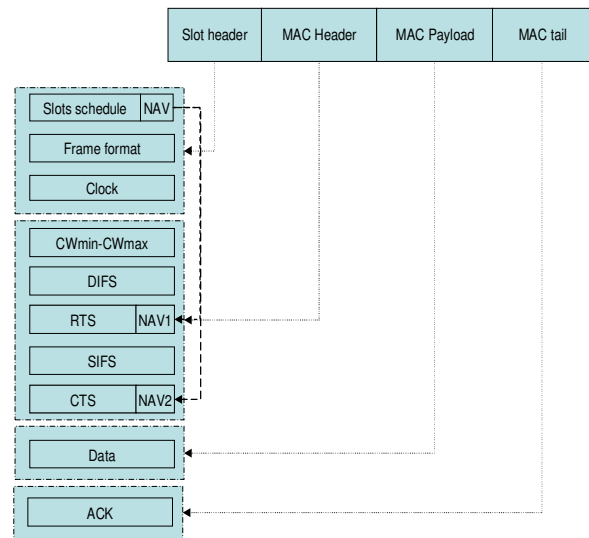 Slot header MAC Header MAC Payload MAC tail
Slots schedule NAV
Frame format
Clock
CWmin-CWmax
DIFS
RTS NAV1
SIFS
CTS NAV2
Data
ACK